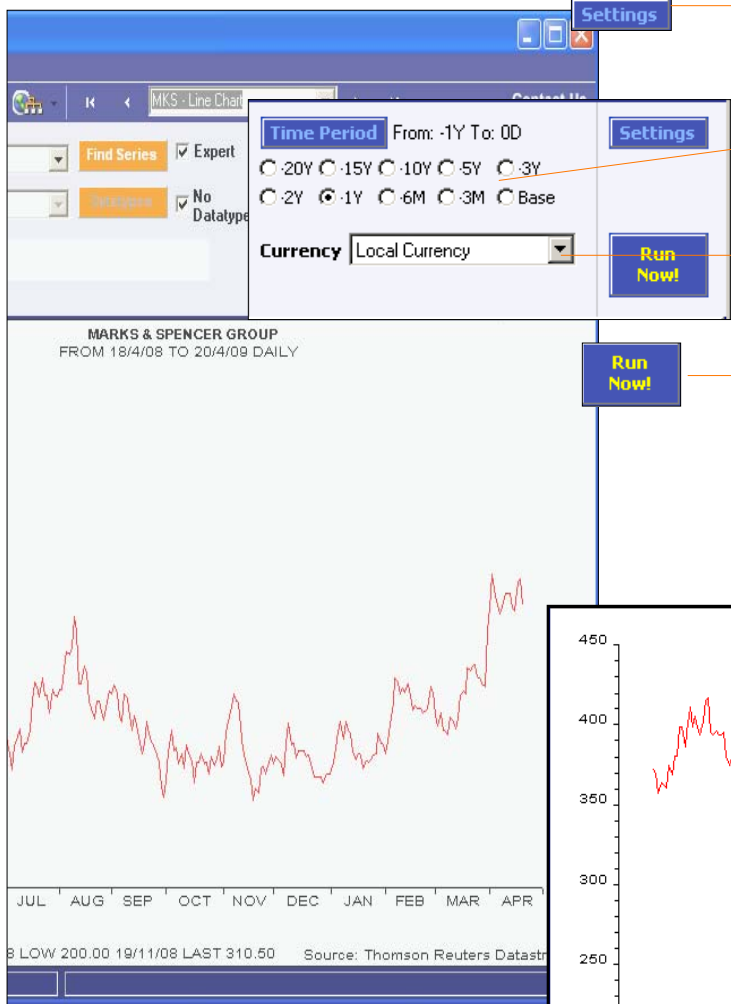 Settings
MKS - Line Chart
Contact Us
Find Series
Expert
No
Datatype
Time Period From: -1Y To: 0D Settings
-20Y -15Y -10Y -5Y -3Y
-2Y -1Y -6M -3M Base
Currency Local Currency
Run
Now!
MARKS & SPENCER GROUP
FROM 18/4/08 TO 20/4/09 DAILY
Run
Now!
450
400
350
300
250
JUL AUG SEP OCT NOV DEC JAN FEB MAR APR
8 LOW 200.00 19/11/08 LAST 310.50 Source: Thomson Reuters Datastr